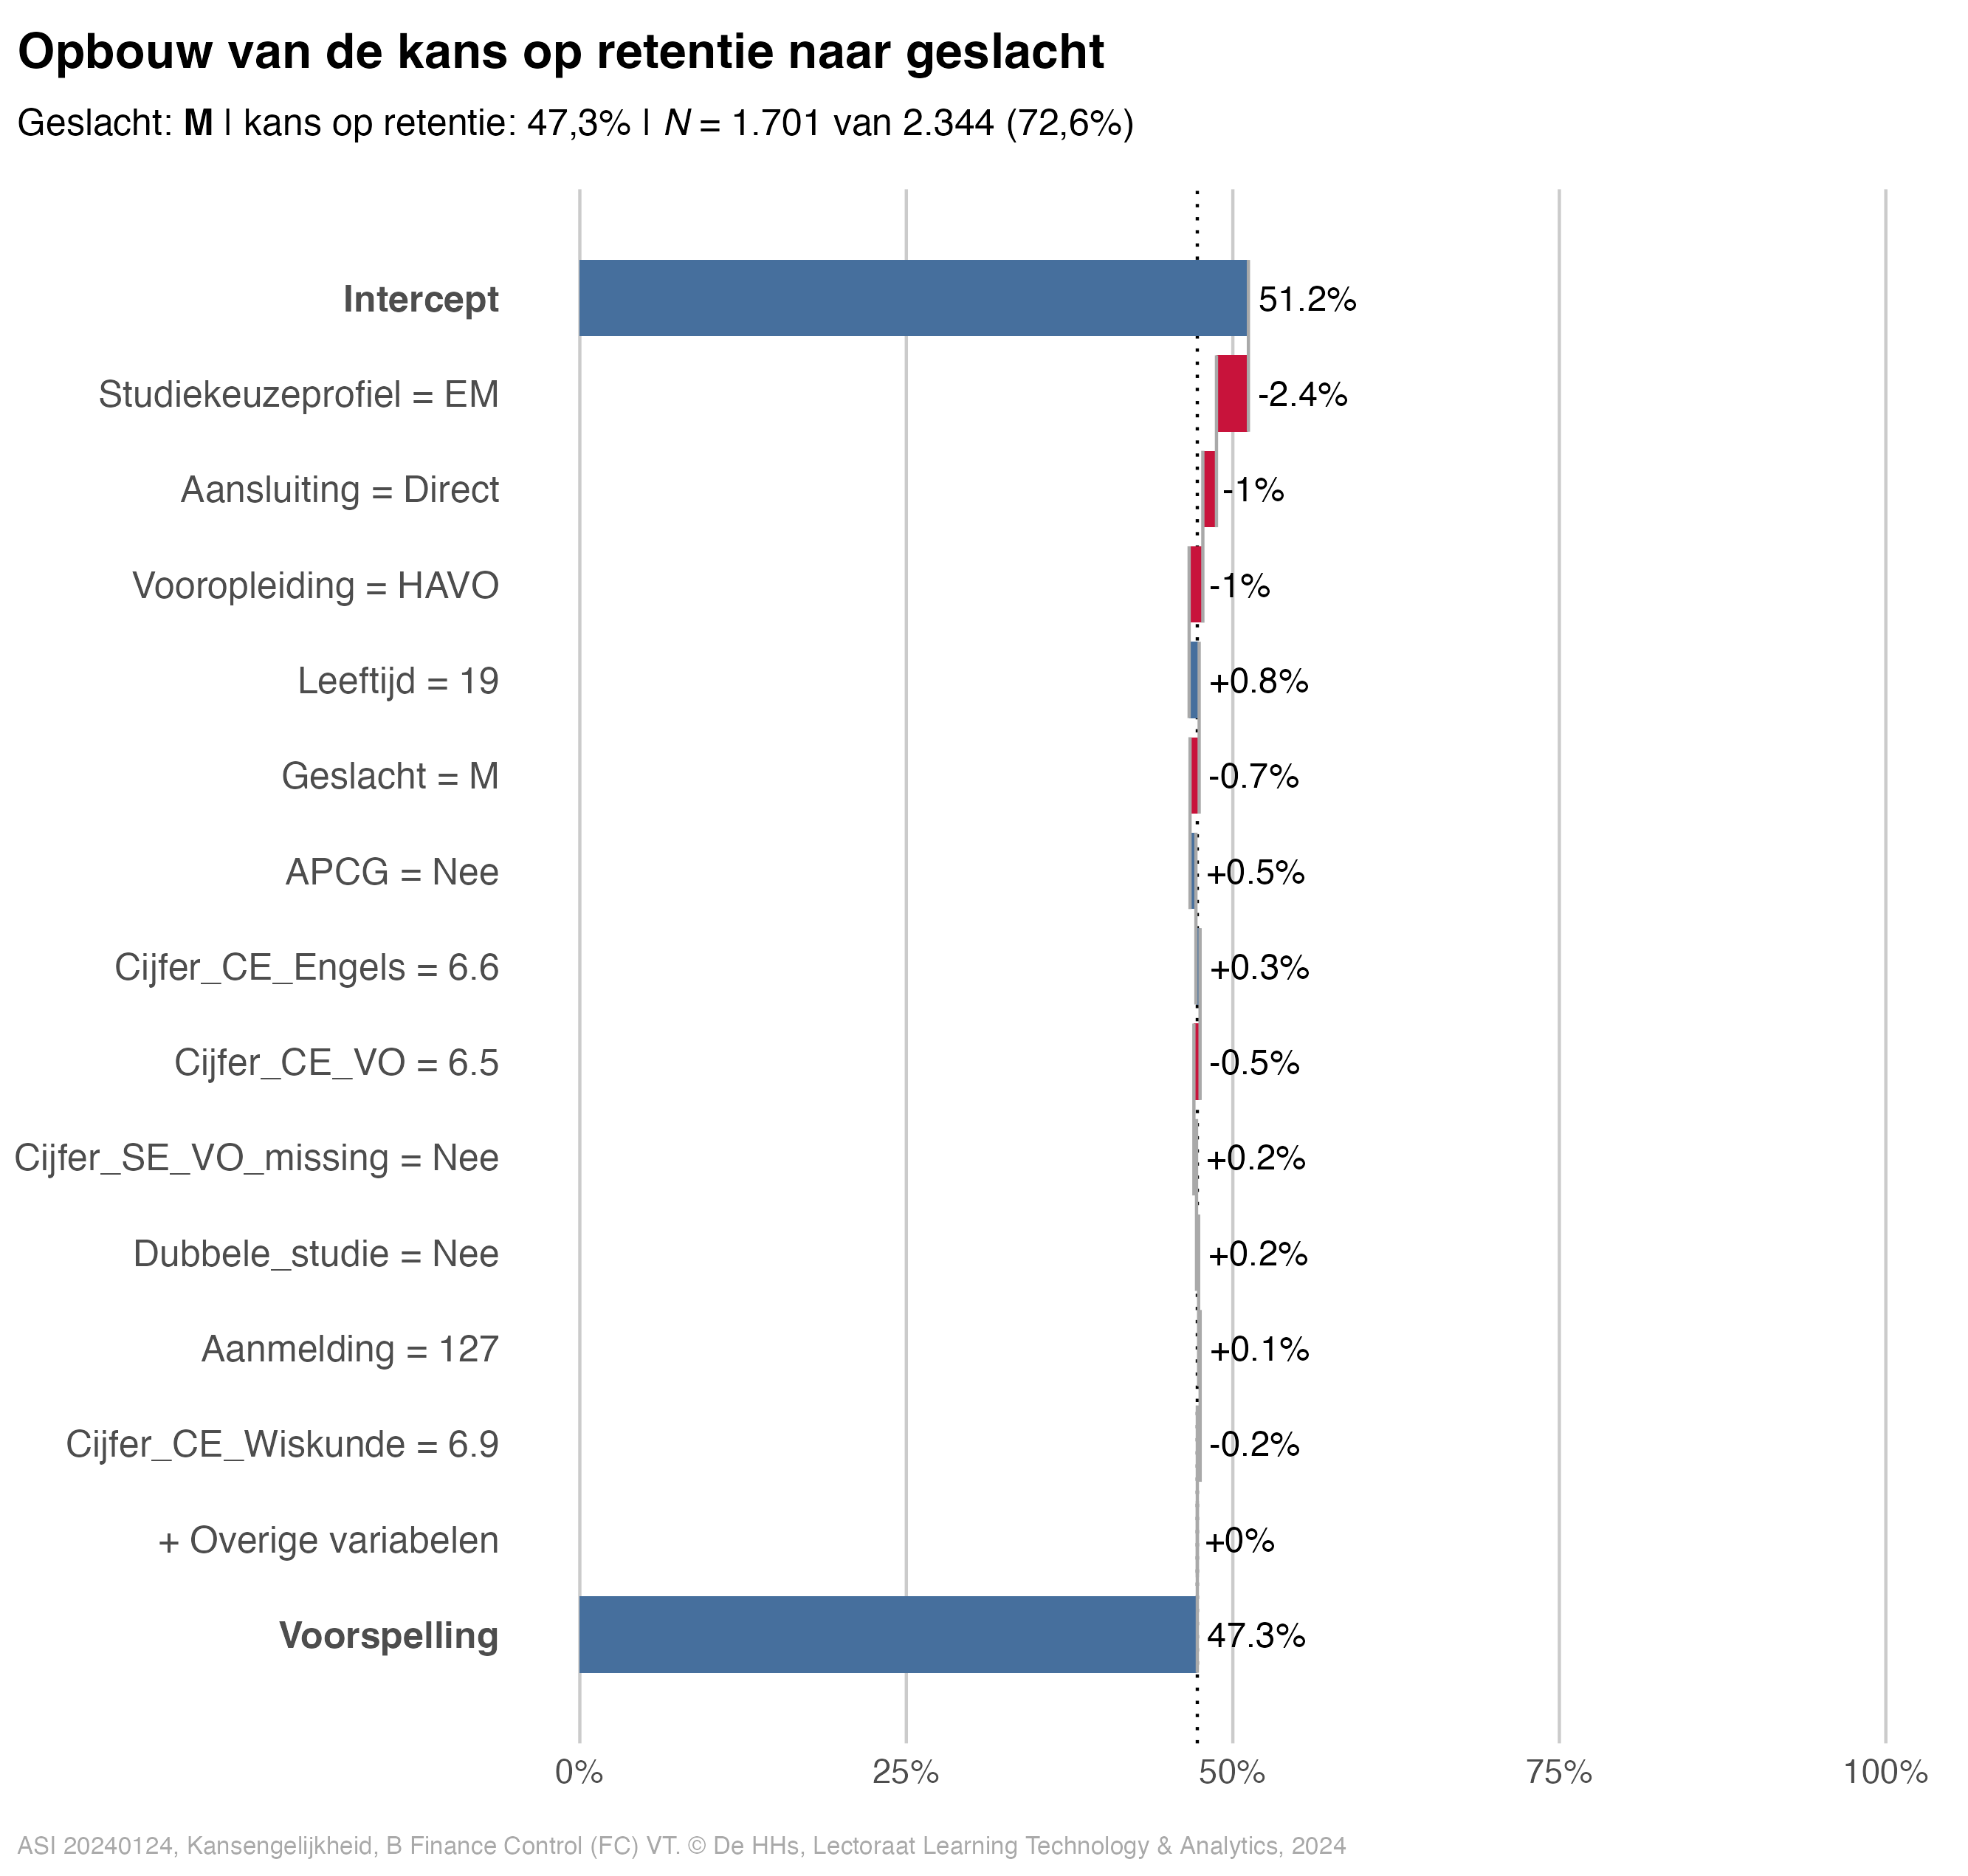 Opbouw van de kans op retentie naar geslacht
Geslacht: M | kans op retentie: 47,3% | N = 1.701 van 2.344 (72,6%)
Intercept 51.2%
Studiekeuzeprofiel = EM -2.4%
Aansluiting = Direct -1%
Vooropleiding = HAVO -1%
Leeftijd = 19 +0.8%
Geslacht = M -0.7%
APCG = Nee +0.5%
Cijfer_CE_Engels = 6.6 +0.3%
Cijfer_CE_VO = 6.5 -0.5%
Cijfer_SE_VO_missing = Nee +0.2%
Dubbele_studie = Nee +0.2%
Aanmelding = 127 +0.1%
Cijfer_CE_Wiskunde = 6.9 -0.2%
+ Overige variabelen +0%
Voorspelling 47.3%
0% 25% 50% 75% 100%
ASI 20240124, Kansengelijkheid, B Finance Control (FC) VT. © De HHs, Lectoraat Learning Technology & Analytics, 2024